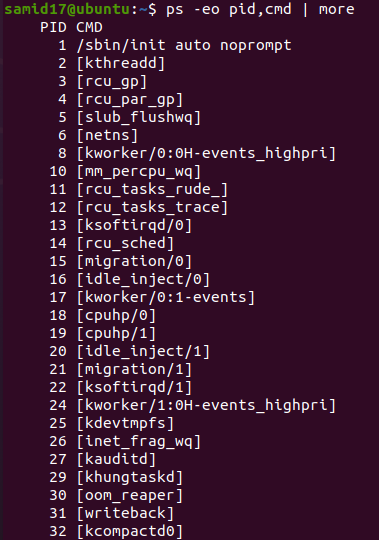 samid17@ubuntu:~$ ps -eo pid,cmd | more
PID CMD
1 /sbin/init auto noprompt
2 [kthreadd]
3 [rcu_gp]
4 [rcu_par_gp]
5 [slub_flushwq]
6 [netns]
8 [kworker/0:0H-events_highpri]
10 [mm_percpu_wq]
11 [rcu_tasks_rude_]
12 [rcu_tasks_trace]
13 [ksoftirqd/0]
14 [rcu_sched]
15 [migration/0]
16 [idle_inject/0]
17 [kworker/0:1-events]
18 [cpuhp/0]
19 [cpuhp/1]
20 [idle_inject/1]
21 [migration/1]
22 [ksoftirqd/1]
24 [kworker/1:0H-events_highpri]
25 [kdevtmpfs]
26 [inet_frag_wq]
27 [kauditd]
29 [khungtaskd]
30 [oom_reaper]
31 [writeback]
32 [kcompactd0]